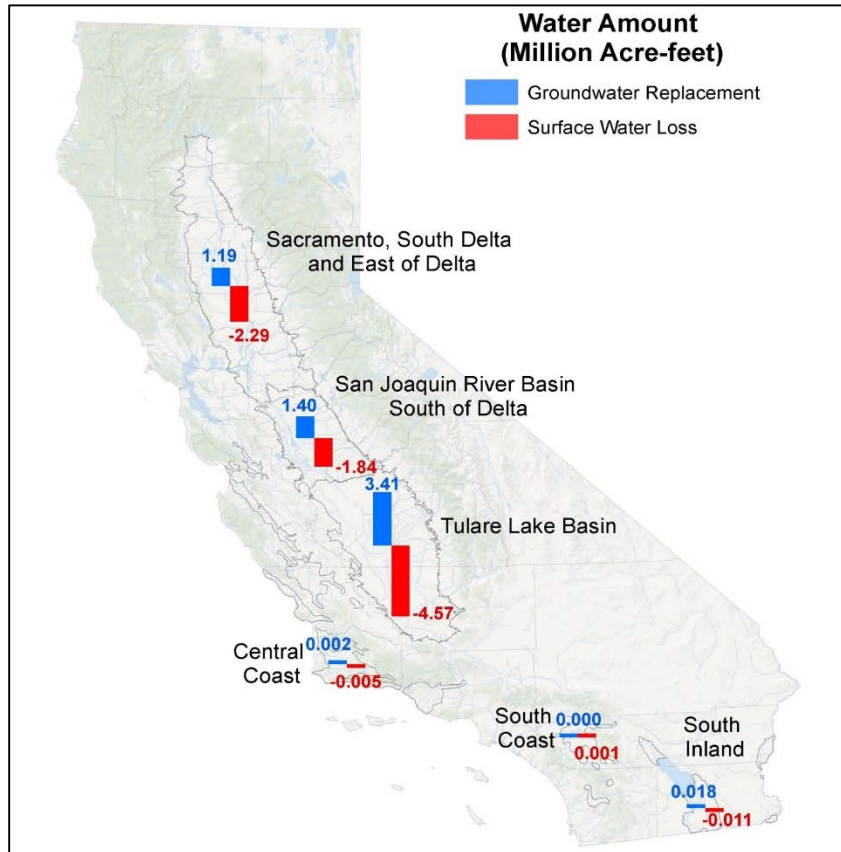 Water Amount
(Million Acre-feet)
Groundwater Replacement
Surface Water Loss
Sacramento, South Delta
and East of Delta
1.19
-2.29
San Joaquin River Basin
South of Delta
1.40
-1.84
3.41
Tulare Lake Basin
-4.57
0.002
Central
Coast
-0.005
South
Coast
0.000
0.001
South
Inland
0.018
-0.011